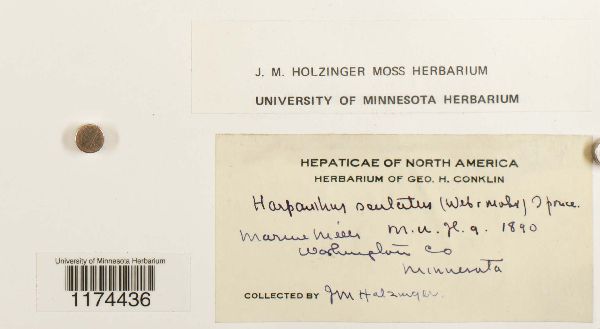 J. M. HOLZINGER MOSS HERBARIUM
UNIVERSITY OF MINNESOTA HERBARIUM
HEPATICAE OF NORTH AMERICA
HERBARIUM OF GEO. H. CONKLIN
Harpanthus scutatus (Web & Mohr) Spruce.
Marine Mills M. n. H. 9. 1890
Washington Co
Minnesota
COLLECTED BY JM Holzinger.
University of Minnesota Herbarium
1174436